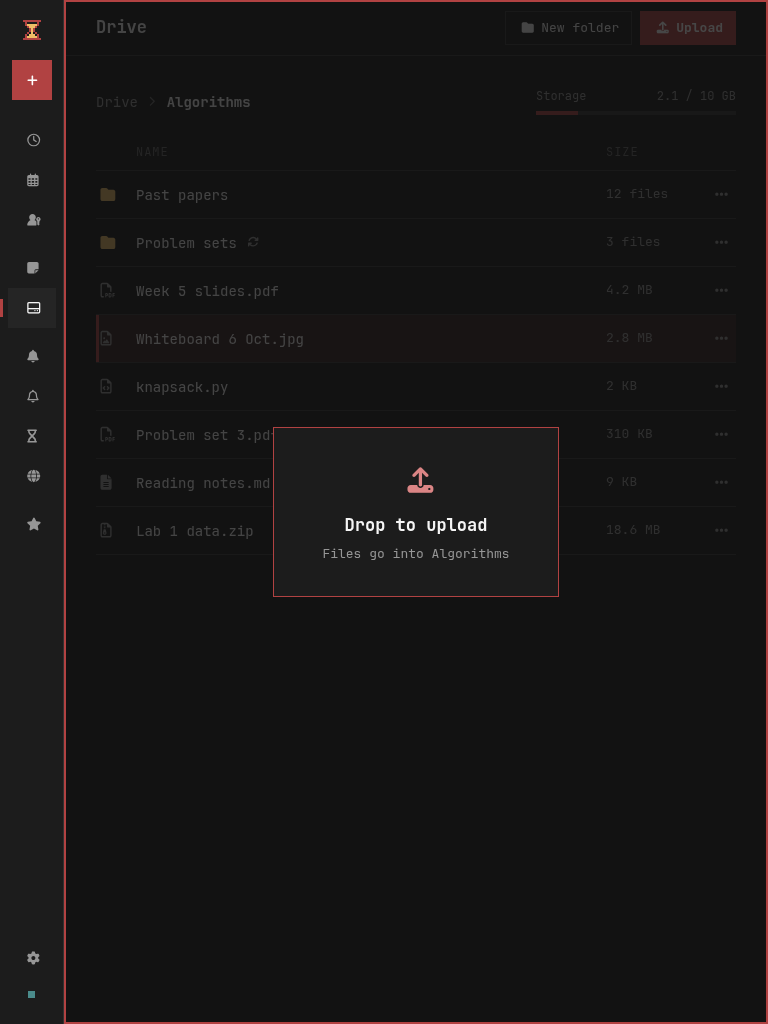 Drive
New folder
Upload
Drive > Algorithms
Storage 2.1 / 10 GB
NAME SIZE
Past papers 12 files
Problem sets 3 files
Week 5 slides.pdf 4.2 MB
Whiteboard 6 Oct.jpg 2.8 MB
knapsack.py 2 KB
Problem set 3.pdf 310 KB
Reading notes.md 9 KB
Lab 1 data.zip 18.6 MB
Drop to upload
Files go into Algorithms